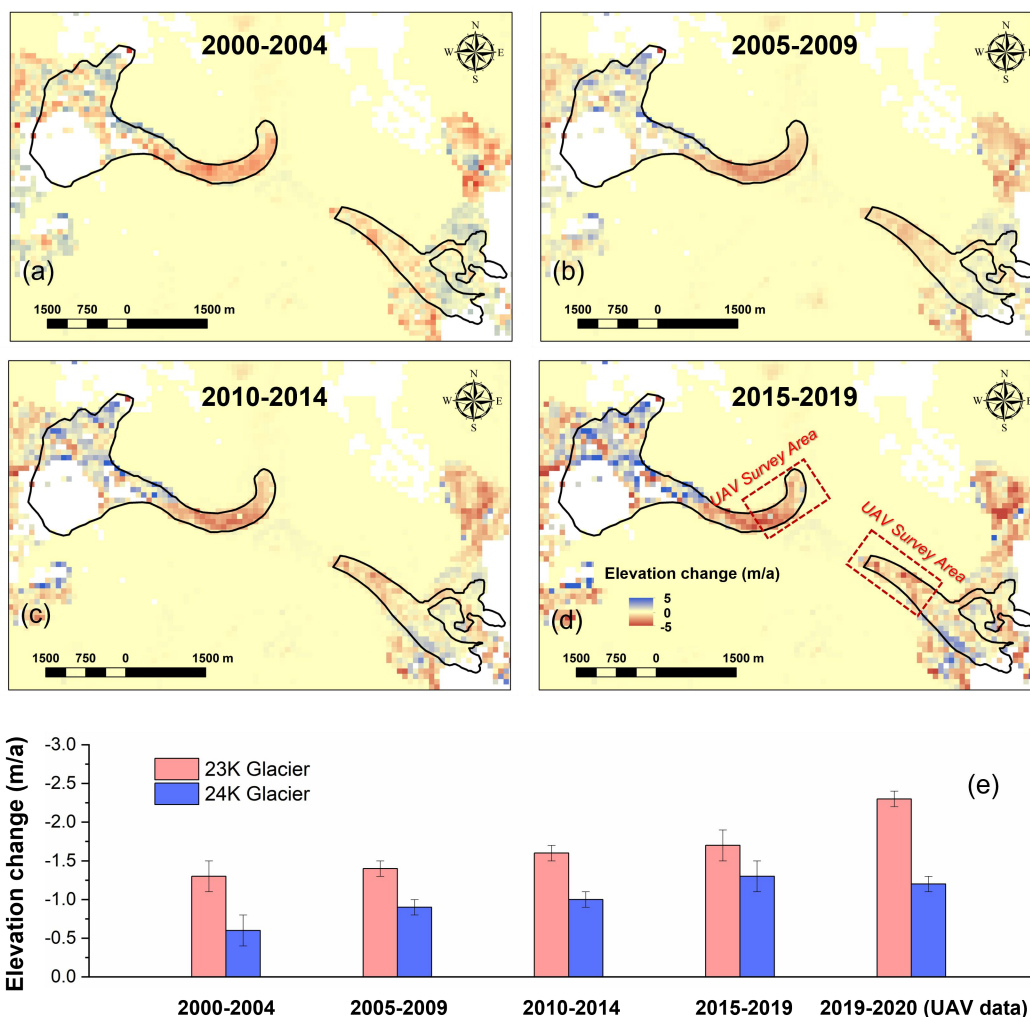 2000-2004
N
W
E
S
(a)
1500 750 0 1500 m
2005-2009
N
W
E
S
(b)
1500 750 0 1500 m
2010-2014
N
W
E
S
(c)
1500 750 0 1500 m
2015-2019
N
W
E
S
UAV Survey Area
UAV Survey Area
Elevation change (m/a)
5
0
-5
(d)
1500 750 0 1500 m
Elevation change (m/a)
-3.0
-2.5
-2.0
-1.5
-1.0
-0.5
0.0
23K Glacier
24K Glacier
(e)
2000-2004 2005-2009 2010-2014 2015-2019 2019-2020 (UAV data)